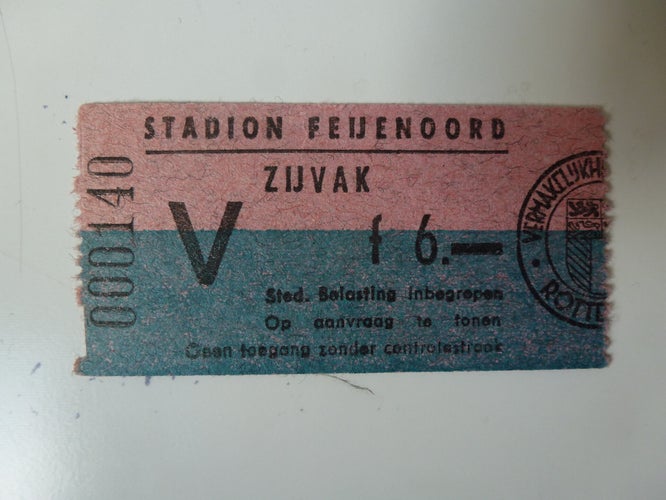 STADION FEIJENOORD
ZIJVAK
V
f 6.—
Sted. Belasting inbegrepen
Op aanvraag te tonen
Geen toegang zonder controlestrook
000140
VERMAKELIJKH
ROTTE